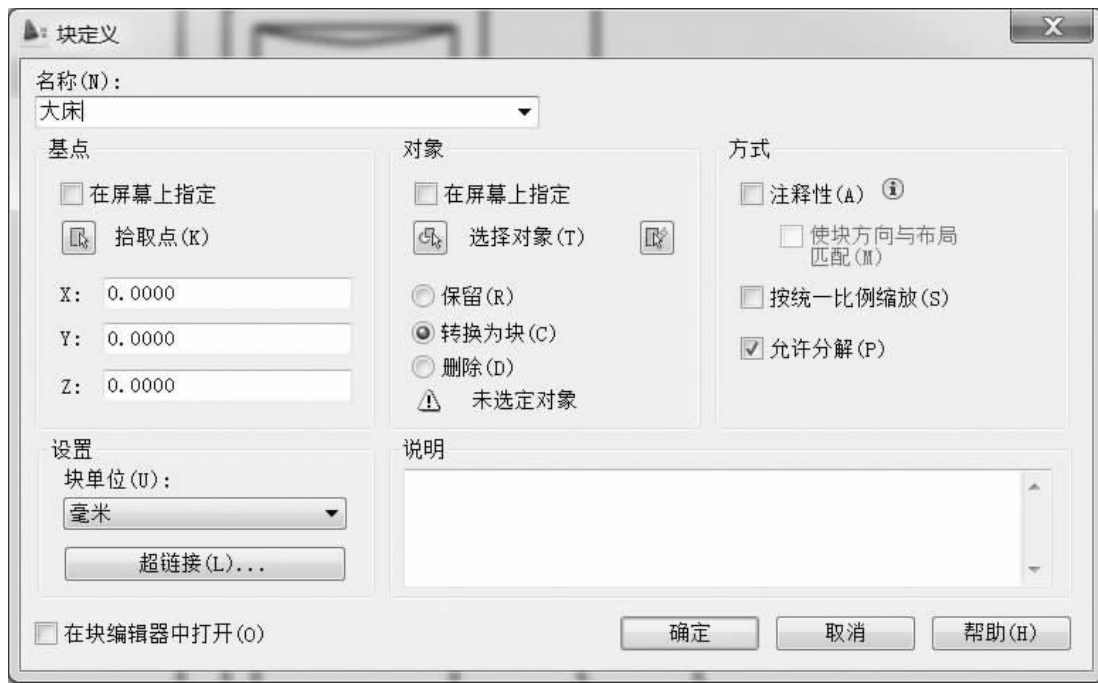 块定义
名称(N):
大床
基点
在屏幕上指定
拾取点(K)
X: 0.0000
Y: 0.0000
Z: 0.0000
对象
在屏幕上指定
选择对象(T)
保留(R)
转换为块(C)
删除(D)
未选定对象
方式
注释性(A)
使块方向与布局
匹配(M)
按统一比例缩放(S)
允许分解(P)
设置
块单位(U):
毫米
超链接(L)...
说明
在块编辑器中打开(O)
确定
取消
帮助(H)